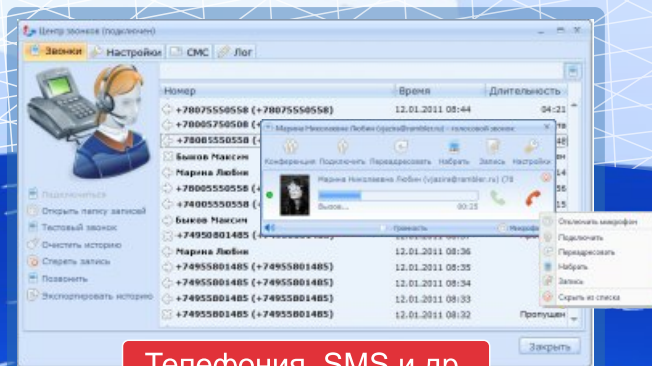 Центр звонков (подключен)
Звонки Настройки СМС Лог
Номер Время Длительность
+78075550558 (+78075550558) 12.01.2011 08:44 04:21
+78005750508 (+
+78005550558 (+
Быков Максим
Марина Любин
+78005550558 (+
+74005550558 (+
Быков Максим
+74950801485 (+
Марина Любин 12.01.2011 08:36
+74955801485 (+74955801485) 12.01.2011 08:35
+74955801485 (+74955801485) 12.01.2011 08:34
+74955801485 (+74955801485) 12.01.2011 08:33
+74955801485 (+74955801485) 12.01.2011 08:32 Пропущен
Подключиться
Открыть папку записей
Тестовый звонок
Очистить историю
Стереть запись
Позвонить
Экспортировать историю
Марина Николаевна Любин (vjazira@rambler.ru) - голосовой звонок
Конференция Подключить Переадресовать Набрать Запись Настройки
Марина Николаевна Любин (vjazira@rambler.ru) (78
Вызов... 00:25
Громкость Микрофон
Отключить микрофон
Подключить
Переадресовать
Набрать
Запись
Скрыть из списка
Закрыть
Телефония, SMS и др.